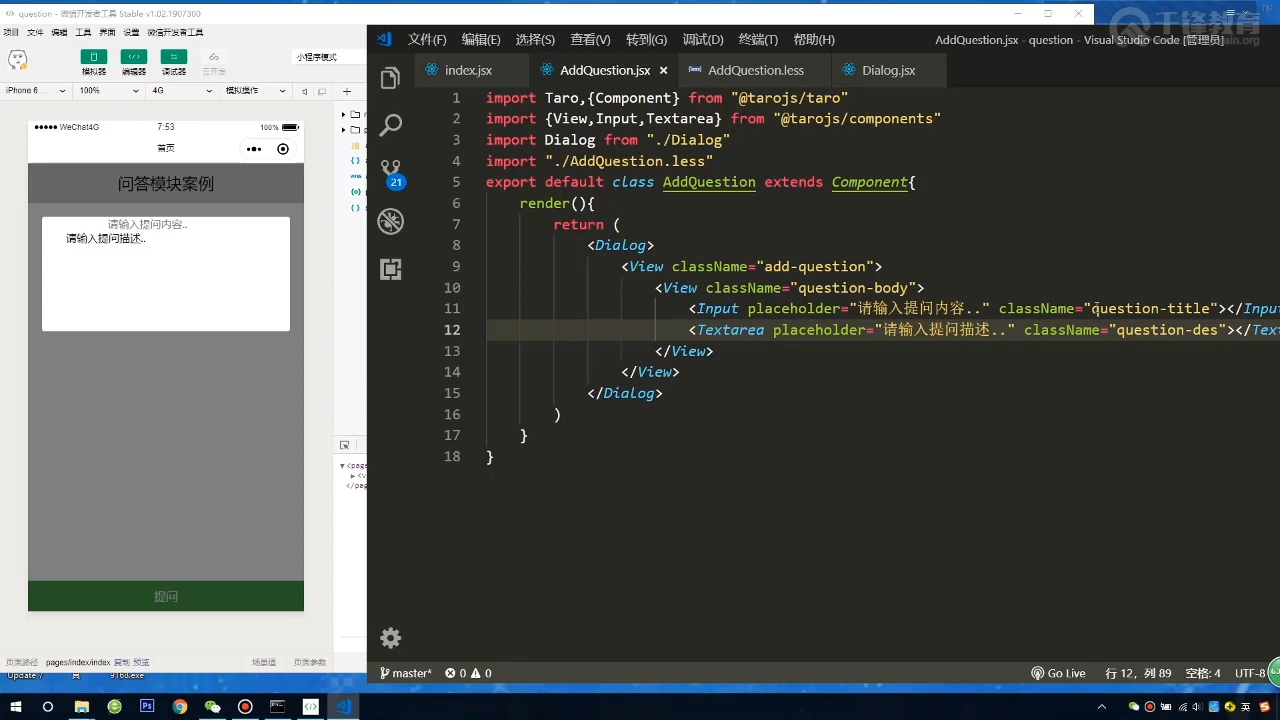 question - 微信开发者工具 Stable v1.02.1907300
项目 文件 编辑 工具 界面 设置 微信开发者工具
模拟器 编辑器 调试器 云开发 小程序模式
iPhone 6... 100% 4G 模拟操作
WeChat4G 7:53 100%
首页
问答模块案例
请输入提问内容..
请输入提问描述..
提问
页面路径 pages/index/index 复制 预览 场景值 页面参数
文件(F) 编辑(E) 选择(S) 查看(V) 转到(G) 调试(D) 终端(T) 帮助(H) AddQuestion.jsx - question - Visual Studio Code [管理员]
千锋教育
index.jsx AddQuestion.jsx AddQuestion.less Dialog.jsx
1 import Taro,{Component} from "@tarojs/taro"
2 import {View,Input,Textarea} from "@tarojs/components"
3 import Dialog from "./Dialog"
4 import "./AddQuestion.less"
5 export default class AddQuestion extends Component{
6 render(){
7 return (
8 <Dialog>
9 <View className="add-question">
10 <View className="question-body">
11 <Input placeholder="请输入提问内容.." className="question-title"></Input
12 <Textarea placeholder="请输入提问描述.." className="question-des"></Text
13 </View>
14 </View>
15 </Dialog>
16 )
17 }
18 }
21
<page
<v
</pa
master* 0 0 Go Live 行 12，列 89 空格: 4 UTF-8
Update 7 9168.exe
英